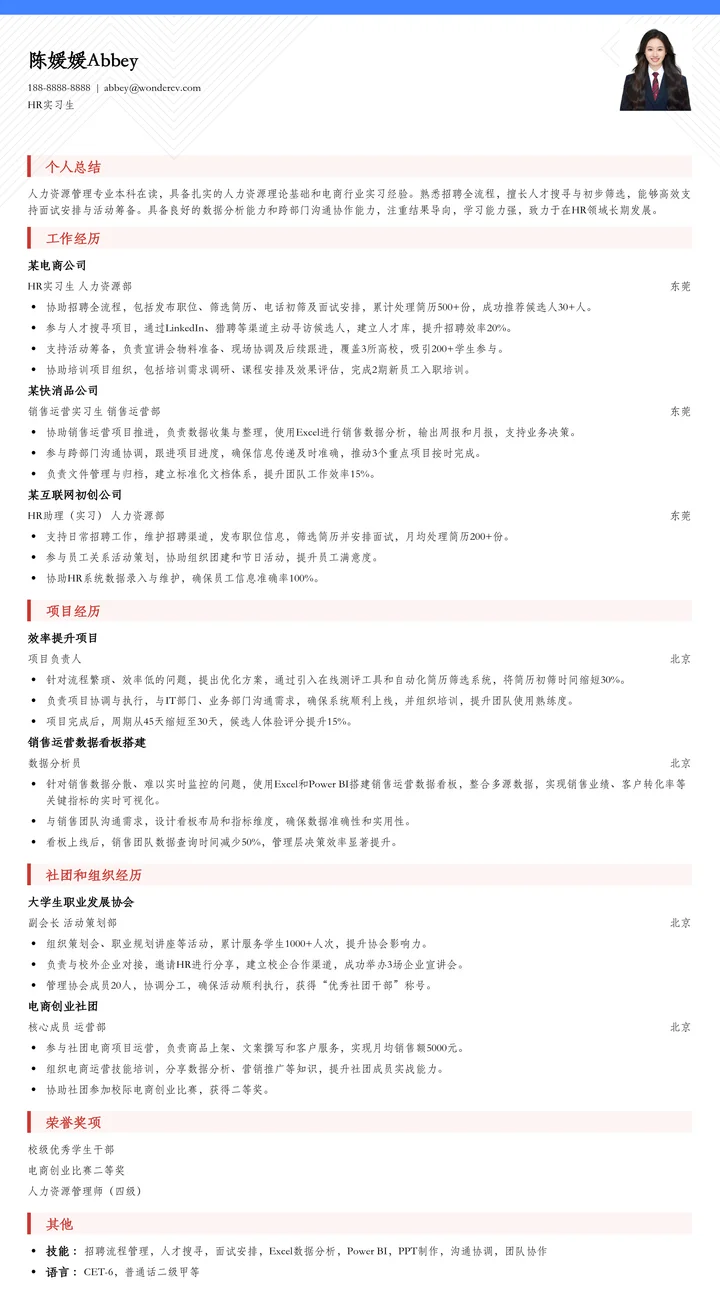 陈媛媛Abbey
188-8888-8888 | abbey@wondercv.com
HR实习生
个人总结
人力资源管理专业本科在读，具备扎实的人力资源理论基础和电商行业实习经验。熟悉招聘全流程，擅长人才搜寻与初步筛选，能够高效支
持面试安排与活动筹备。具备良好的数据分析能力和跨部门沟通协作能力，注重结果导向，学习能力强，致力于在HR领域长期发展。
工作经历
某电商公司
HR实习生 人力资源部 东莞
• 协助招聘全流程，包括发布职位、筛选简历、电话初筛及面试安排，累计处理简历500+份，成功推荐候选人30+人。
• 参与人才搜寻项目，通过LinkedIn、猎聘等渠道主动寻访候选人，建立人才库，提升招聘效率20%。
• 支持活动筹备，负责宣讲会物料准备、现场协调及后续跟进，覆盖3所高校，吸引200+学生参与。
• 协助培训项目组织，包括培训需求调研、课程安排及效果评估，完成2期新员工入职培训。
某快消品公司
销售运营实习生 销售运营部 东莞
• 协助销售运营项目推进，负责数据收集与整理，使用Excel进行销售数据分析，输出周报和月报，支持业务决策。
• 参与跨部门沟通协调，跟进项目进度，确保信息传递及时准确，推动3个重点项目按时完成。
• 负责文件管理与归档，建立标准化文档体系，提升团队工作效率15%。
某互联网初创公司
HR助理（实习） 人力资源部 东莞
• 支持日常招聘工作，维护招聘渠道，发布职位信息，筛选简历并安排面试，月均处理简历200+份。
• 参与员工关系活动策划，协助组织团建和节日活动，提升员工满意度。
• 协助HR系统数据录入与维护，确保员工信息准确率100%。
项目经历
效率提升项目
项目负责人 北京
• 针对流程繁琐、效率低的问题，提出优化方案，通过引入在线测评工具和自动化简历筛选系统，将简历初筛时间缩短30%。
• 负责项目协调与执行，与IT部门、业务部门沟通需求，确保系统顺利上线，并组织培训，提升团队使用熟练度。
• 项目完成后，周期从45天缩短至30天，候选人体验评分提升15%。
销售运营数据看板搭建
数据分析员 北京
• 针对销售数据分散、难以实时监控的问题，使用Excel和Power BI搭建销售运营数据看板，整合多源数据，实现销售业绩、客户转化率等
关键指标的实时可视化。
• 与销售团队沟通需求，设计看板布局和指标维度，确保数据准确性和实用性。
• 看板上线后，销售团队数据查询时间减少50%，管理层决策效率显著提升。
社团和组织经历
大学生职业发展协会
副会长 活动策划部 北京
• 组织策划会、职业规划讲座等活动，累计服务学生1000+人次，提升协会影响力。
• 负责与校外企业对接，邀请HR进行分享，建立校企合作渠道，成功举办3场企业宣讲会。
• 管理协会成员20人，协调分工，确保活动顺利执行，获得“优秀社团干部”称号。
电商创业社团
核心成员 运营部 北京
• 参与社团电商项目运营，负责商品上架、文案撰写和客户服务，实现月均销售额5000元。
• 组织电商运营技能培训，分享数据分析、营销推广等知识，提升社团成员实战能力。
• 协助社团参加校际电商创业比赛，获得二等奖。
荣誉奖项
校级优秀学生干部
电商创业比赛二等奖
人力资源管理师（四级）
其他
• 技能： 招聘流程管理，人才搜寻，面试安排，Excel数据分析，Power BI，PPT制作，沟通协调，团队协作
• 语言： CET-6，普通话二级甲等